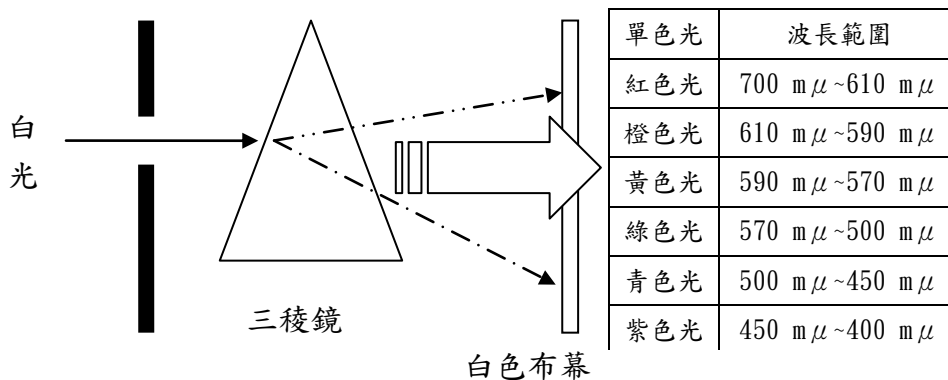 白
光
三稜鏡
白色布幕
單色光 波長範圍
紅色光 700 mμ~610 mμ
橙色光 610 mμ~590 mμ
黃色光 590 mμ~570 mμ
綠色光 570 mμ~500 mμ
青色光 500 mμ~450 mμ
紫色光 450 mμ~400 mμ